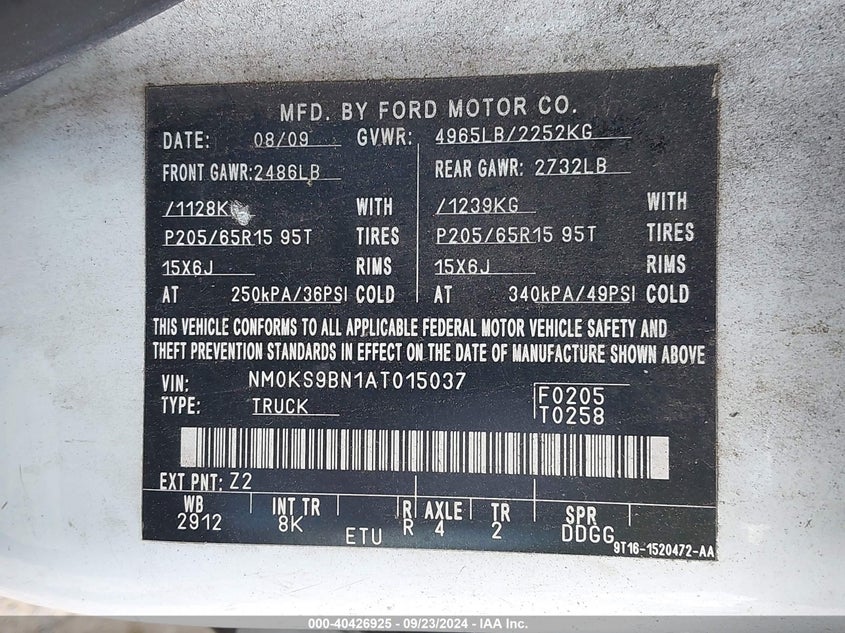 MFD. BY FORD MOTOR CO.
DATE: 08/09 GVWR: 4965LB/2252KG
FRONT GAWR:2486LB REAR GAWR: 2732LB
/1128K WITH /1239KG WITH
P205/65R15 95T TIRES P205/65R15 95T TIRES
15X6J RIMS 15X6J RIMS
AT 250kPA/36PSI COLD AT 340kPA/49PSI COLD
THIS VEHICLE CONFORMS TO ALL APPLICABLE FEDERAL MOTOR VEHICLE SAFETY AND
THEFT PREVENTION STANDARDS IN EFFECT ON THE DATE OF MANUFACTURE SHOWN ABOVE
VIN: NM0KS9BN1AT015037 F0205
TYPE: TRUCK T0258
EXT PNT: Z2
WB INT TR R AXLE TR SPR
2912 8K ETU R 4 2 DDGG
9T16-1520472-AA
000-40426925 - 09/23/2024 - IAA Inc.